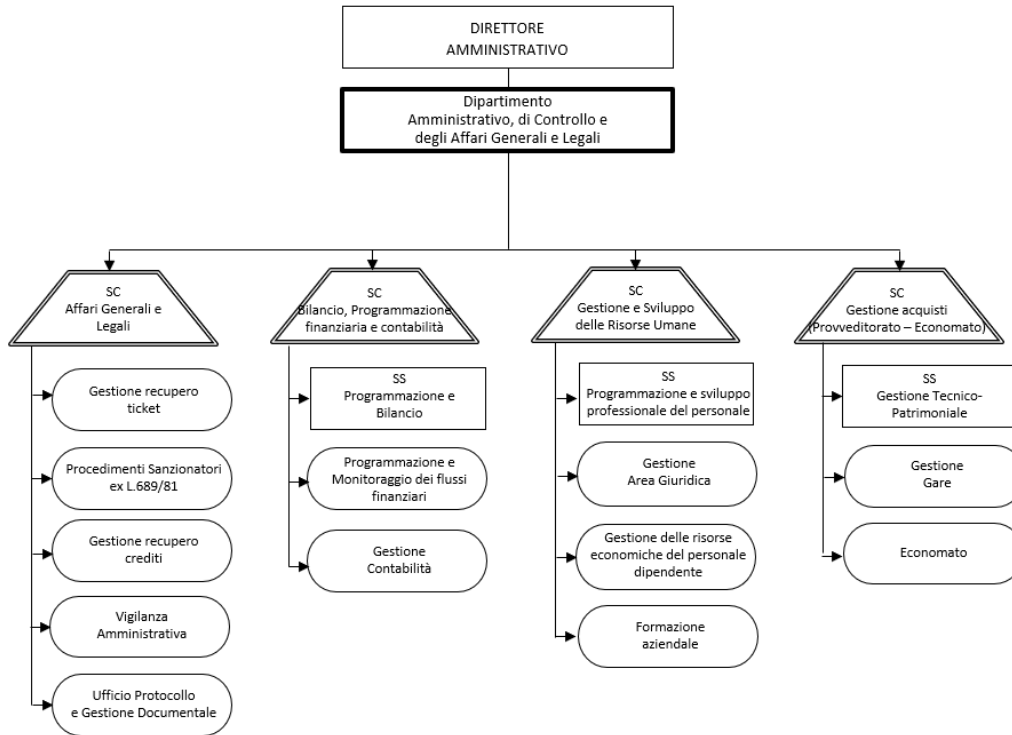 DIRETTORE
AMMINISTRATIVO
Dipartimento
Amministrativo, di Controllo e
degli Affari Generali e Legali
SC
Affari Generali e
Legali
SC
Bilancio, Programmazione
finanziaria e contabilità
SC
Gestione e Sviluppo
delle Risorse Umane
SC
Gestione acquisti
(Provveditorato – Economato)
Gestione recupero
ticket
Procedimenti Sanzionatori
ex L.689/81
Gestione recupero
crediti
Vigilanza
Amministrativa
Ufficio Protocollo
e Gestione Documentale
SS
Programmazione e
Bilancio
Programmazione e
Monitoraggio dei flussi
finanziari
Gestione
Contabilità
SS
Programmazione e sviluppo
professionale del personale
Gestione
Area Giuridica
Gestione delle risorse
economiche del personale
dipendente
Formazione
aziendale
SS
Gestione Tecnico-
Patrimoniale
Gestione
Gare
Economato